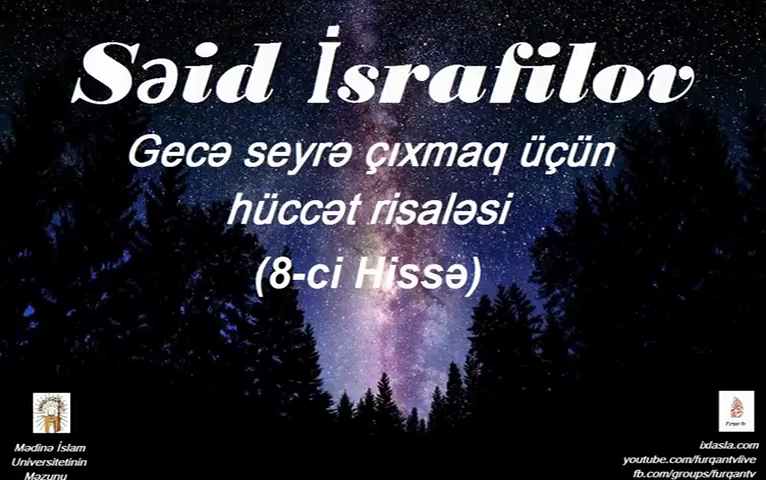 Səid İsrafilov
Gecə seyrə çıxmaq üçün
hüccət risaləsi
(8-ci Hissə)
Mədinə İslam
Universitetinin
Məzunu
ixlasla.com
youtube.com/furqantvlive
fb.com/groups/furqantv